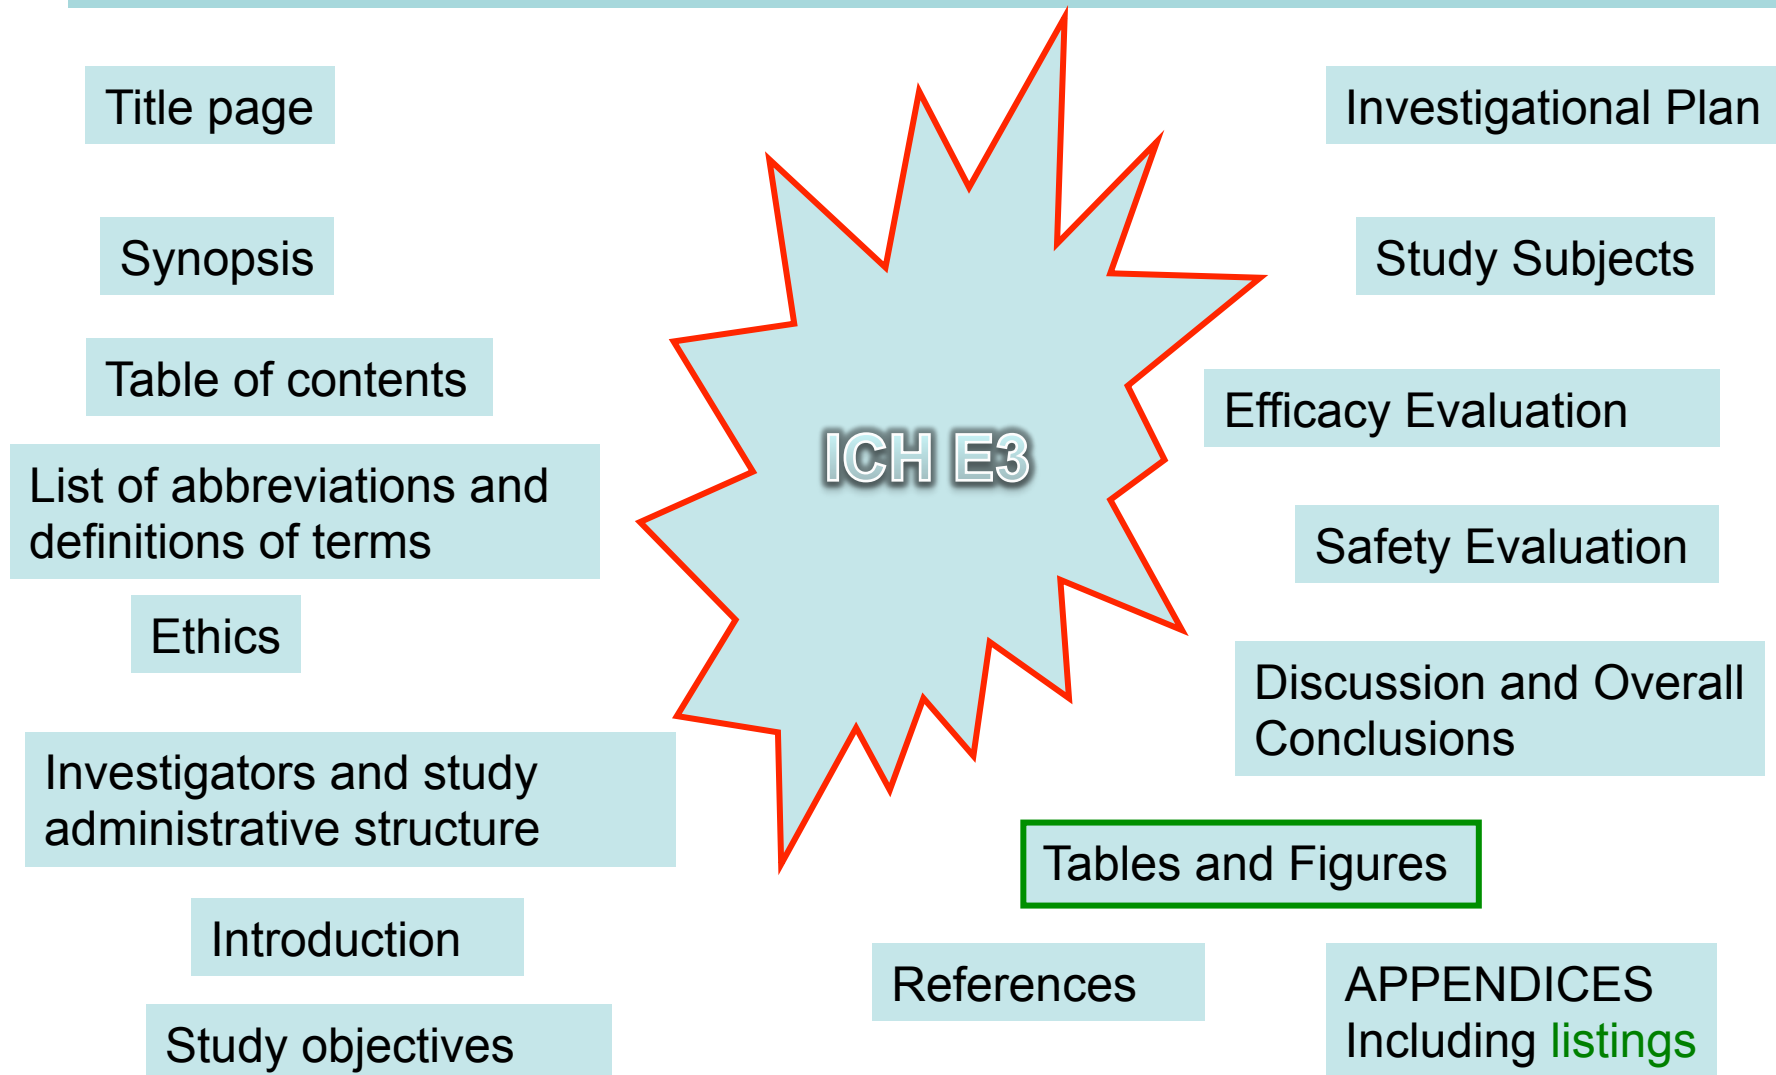 Title page
Synopsis
Table of contents
List of abbreviations and
definitions of terms
Ethics
Investigators and study
administrative structure
Introduction
Study objectives
ICH E3
Investigational Plan
Study Subjects
Efficacy Evaluation
Safety Evaluation
Discussion and Overall
Conclusions
Tables and Figures
References
APPENDICES
Including listings